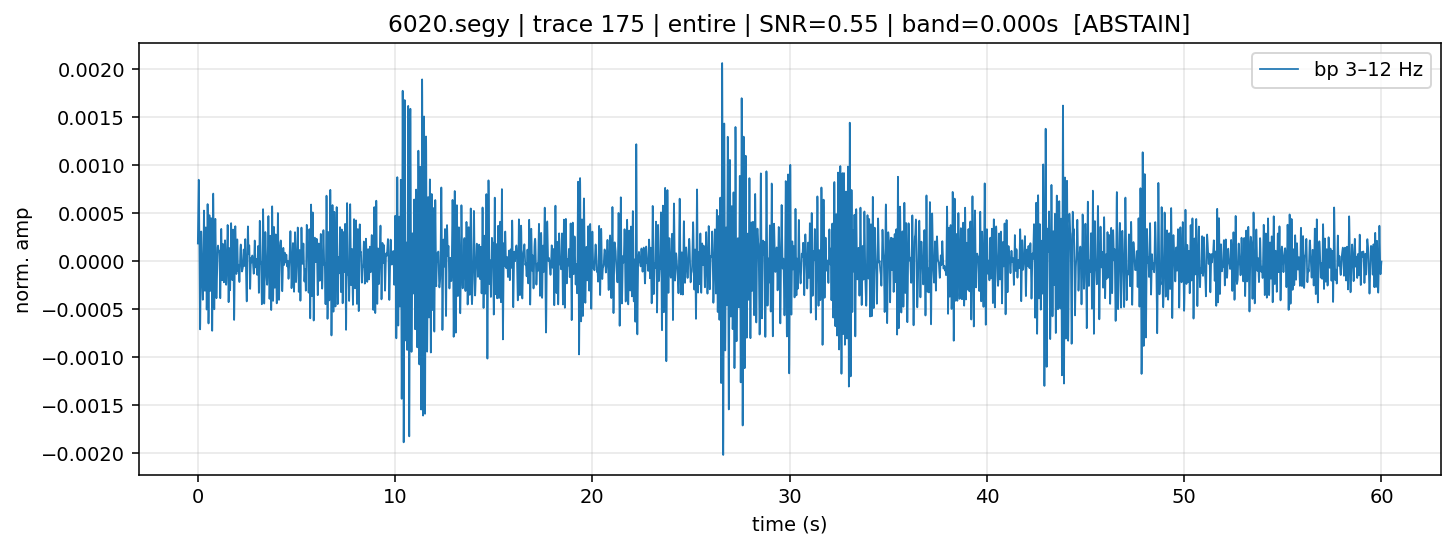 6020.segy | trace 175 | entire | SNR=0.55 | band=0.000s  [ABSTAIN]
bp 3–12 Hz
0.0020
0.0015
0.0010
0.0005
0.0000
−0.0005
−0.0010
−0.0015
−0.0020
norm. amp
0 10 20 30 40 50 60
time (s)